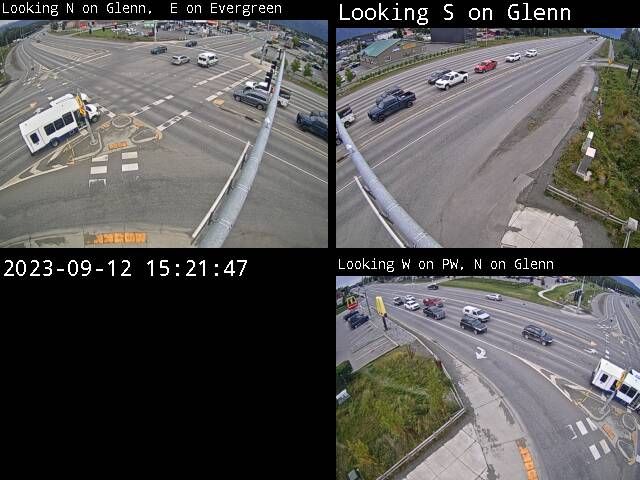 Looking N on Glenn,  E on Evergreen
Looking S on Glenn
2023-09-12 15:21:47
Looking W on PW, N on Glenn